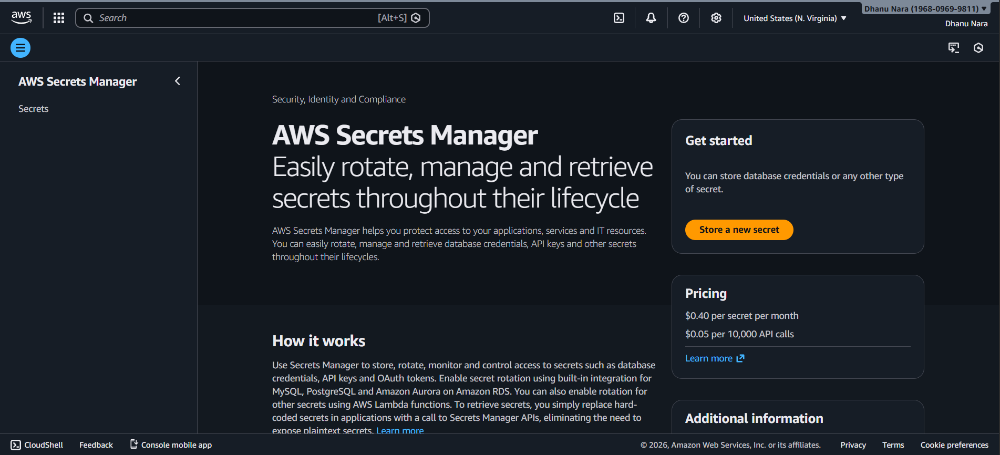 aws
Search [Alt+S]
United States (N. Virginia)
Dhanu Nara (1968-0969-9811)
Dhanu Nara
AWS Secrets Manager
Secrets
Security, Identity and Compliance
AWS Secrets Manager
Easily rotate, manage and retrieve
secrets throughout their lifecycle
AWS Secrets Manager helps you protect access to your applications, services and IT resources.
You can easily rotate, manage and retrieve database credentials, API keys and other secrets
throughout their lifecycles.
Get started
You can store database credentials or any other type
of secret.
Store a new secret
Pricing
$0.40 per secret per month
$0.05 per 10,000 API calls
Learn more
How it works
Use Secrets Manager to store, rotate, monitor and control access to secrets such as database
credentials, API keys and OAuth tokens. Enable secret rotation using built-in integration for
MySQL, PostgreSQL and Amazon Aurora on Amazon RDS. You can also enable rotation for
other secrets using AWS Lambda functions. To retrieve secrets, you simply replace hard-
coded secrets in applications with a call to Secrets Manager APIs, eliminating the need to
expose plaintext secrets. Learn more
Additional information
CloudShell
Feedback
Console mobile app
© 2026, Amazon Web Services, Inc. or its affiliates.
Privacy
Terms
Cookie preferences